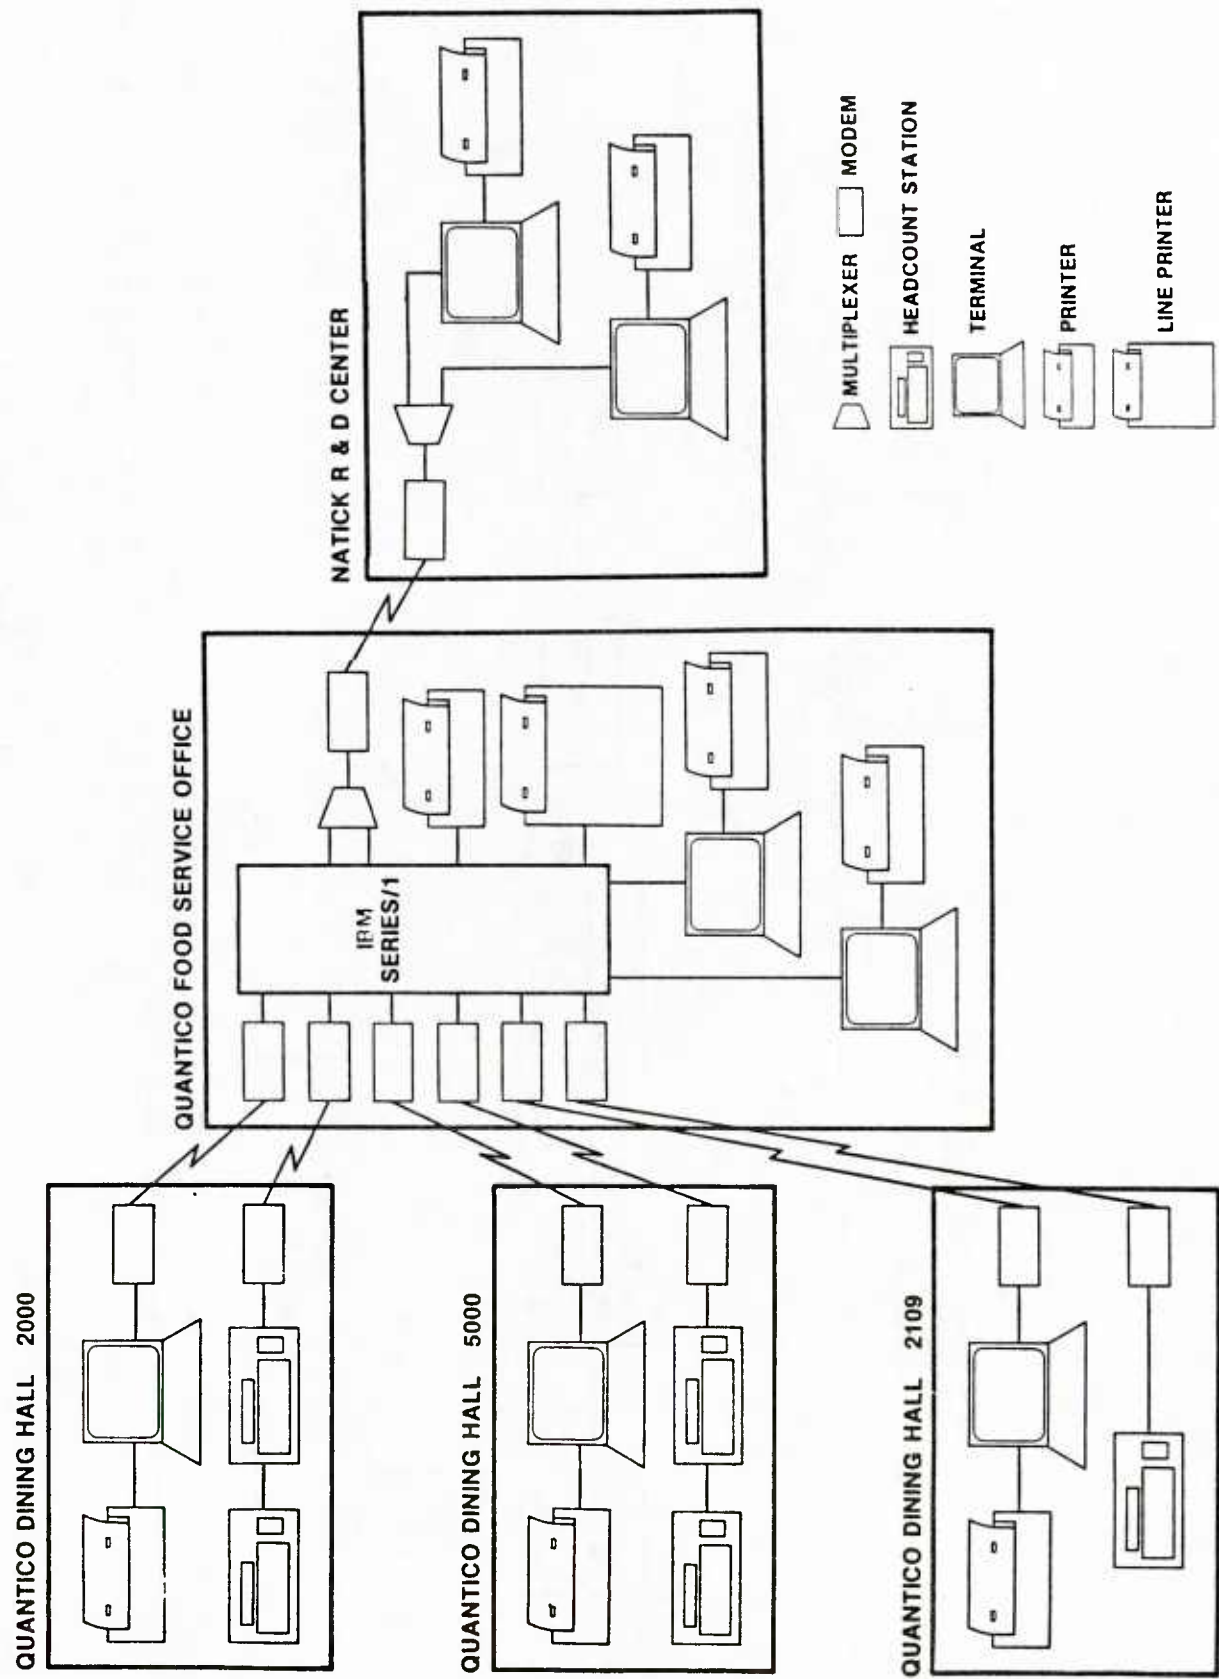 QUANTICO DINING HALL 2000
QUANTICO DINING HALL 5000
QUANTICO DINING HALL 2109
QUANTICO FOOD SERVICE OFFICE
IBM
SERIES/1
NATICK R & D CENTER
MULTIPLEXER
MODEM
HEADCOUNT STATION
TERMINAL
PRINTER
LINE PRINTER